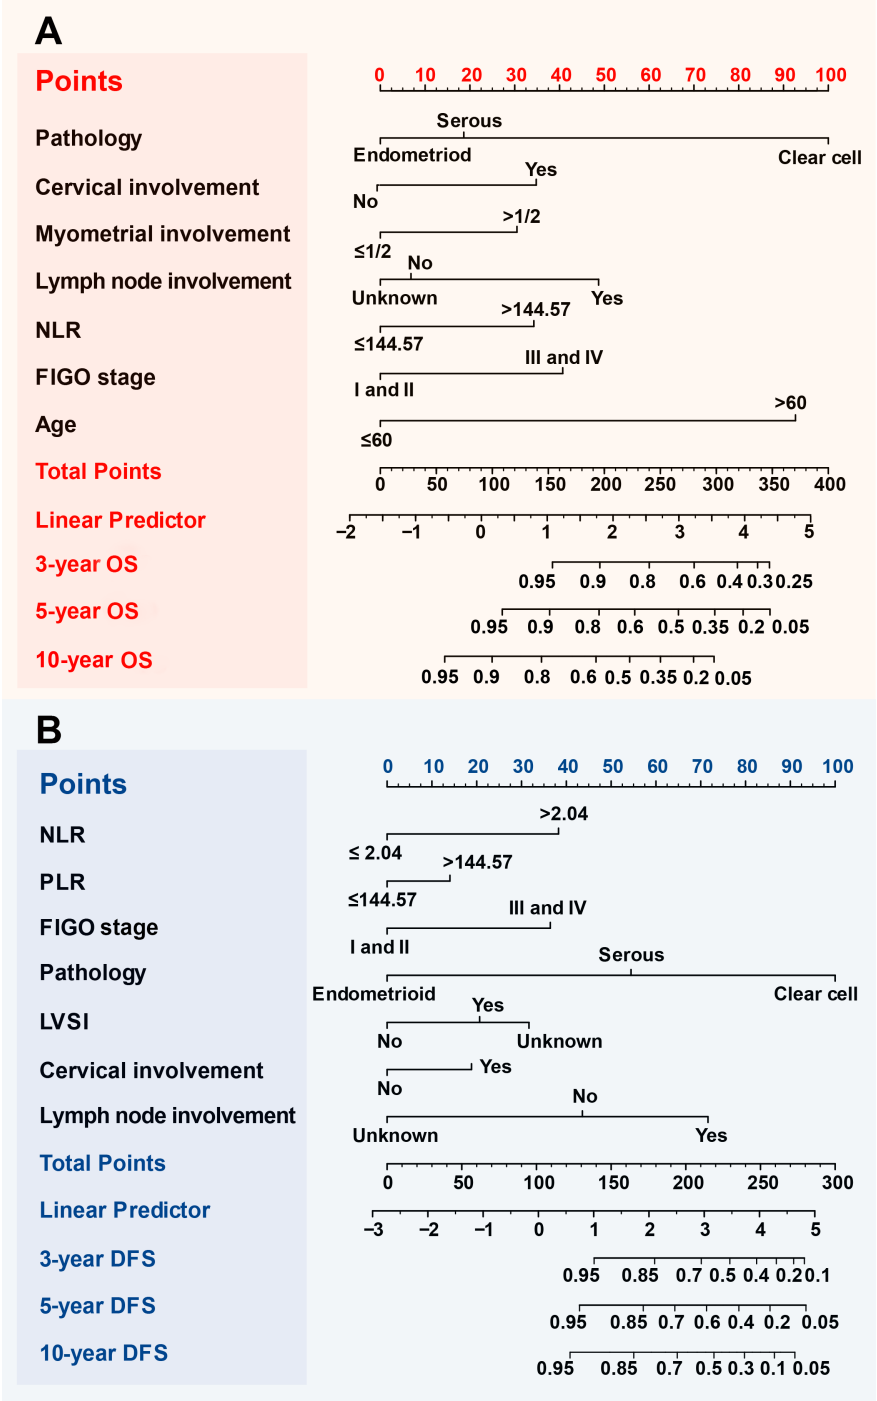 A
Points
0 10 20 30 40 50 60 70 80 90 100
Serous
Pathology
Endometriod Clear cell
Yes
Cervical involvement
No
>1/2
Myometrial involvement
≤1/2
No
Lymph node involvement
Unknown Yes
>144.57
NLR
≤144.57
III and IV
FIGO stage
I and II
>60
Age
≤60
Total Points
0 50 100 150 200 250 300 350 400
Linear Predictor
−2 −1 0 1 2 3 4 5
3-year OS
0.95 0.9 0.8 0.6 0.4 0.3 0.25
5-year OS
0.95 0.9 0.8 0.6 0.5 0.35 0.2 0.05
10-year OS
0.95 0.9 0.8 0.6 0.5 0.35 0.2 0.05
B
Points
0 10 20 30 40 50 60 70 80 90 100
>2.04
NLR
≤ 2.04
>144.57
PLR
≤144.57
III and IV
FIGO stage
I and II
Serous
Pathology
Endometrioid Clear cell
Yes
LVSI
No Unknown
Cervical involvement
Yes
No
No
Lymph node involvement
Unknown Yes
Total Points
0 50 100 150 200 250 300
Linear Predictor
−3 −2 −1 0 1 2 3 4 5
3-year DFS
0.95 0.85 0.7 0.5 0.4 0.2 0.1
5-year DFS
0.95 0.85 0.7 0.6 0.4 0.2 0.05
10-year DFS
0.95 0.85 0.7 0.5 0.3 0.1 0.05